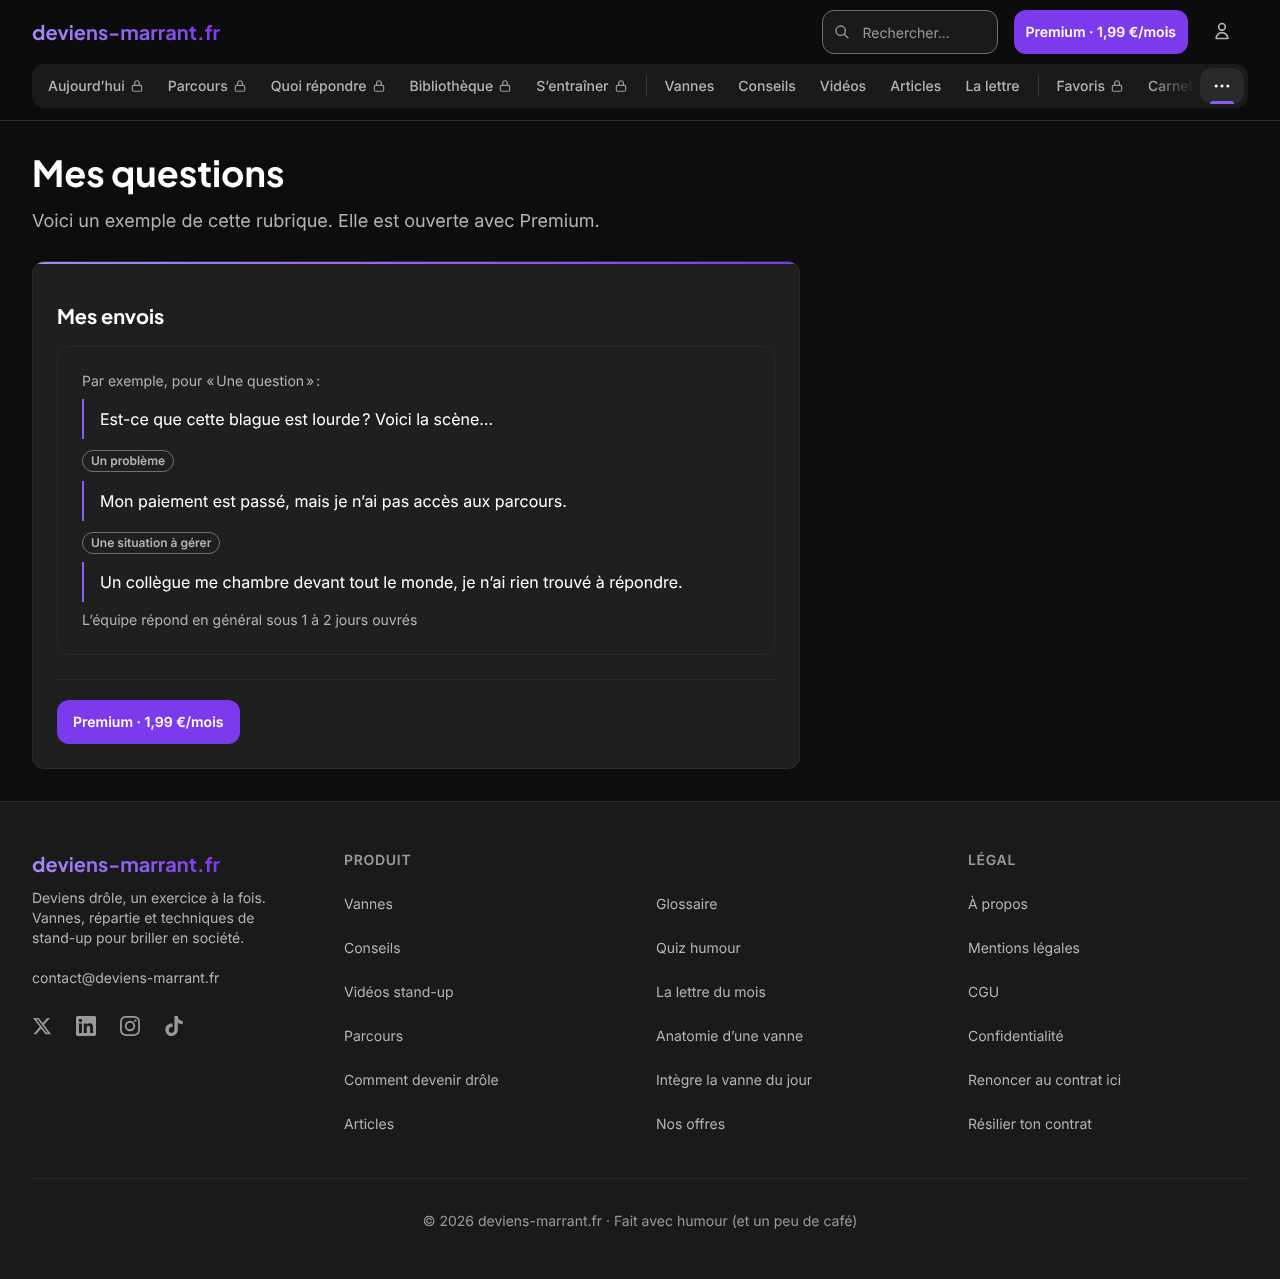 deviens-marrant.fr
Rechercher...
Premium · 1,99 €/mois
Aujourd’hui
Parcours
Quoi répondre
Bibliothèque
S’entraîner
Vannes
Conseils
Vidéos
Articles
La lettre
Favoris
Carnet
Mes questions
Voici un exemple de cette rubrique. Elle est ouverte avec Premium.
Mes envois
Par exemple, pour « Une question » :
Est-ce que cette blague est lourde ? Voici la scène…
Un problème
Mon paiement est passé, mais je n’ai pas accès aux parcours.
Une situation à gérer
Un collègue me chambre devant tout le monde, je n’ai rien trouvé à répondre.
L’équipe répond en général sous 1 à 2 jours ouvrés
Premium · 1,99 €/mois
deviens-marrant.fr
Deviens drôle, un exercice à la fois.
Vannes, répartie et techniques de
stand-up pour briller en société.
contact@deviens-marrant.fr
PRODUIT
Vannes
Conseils
Vidéos stand-up
Parcours
Comment devenir drôle
Articles
Glossaire
Quiz humour
La lettre du mois
Anatomie d’une vanne
Intègre la vanne du jour
Nos offres
LÉGAL
À propos
Mentions légales
CGU
Confidentialité
Renoncer au contrat ici
Résilier ton contrat
© 2026 deviens-marrant.fr · Fait avec humour (et un peu de café)